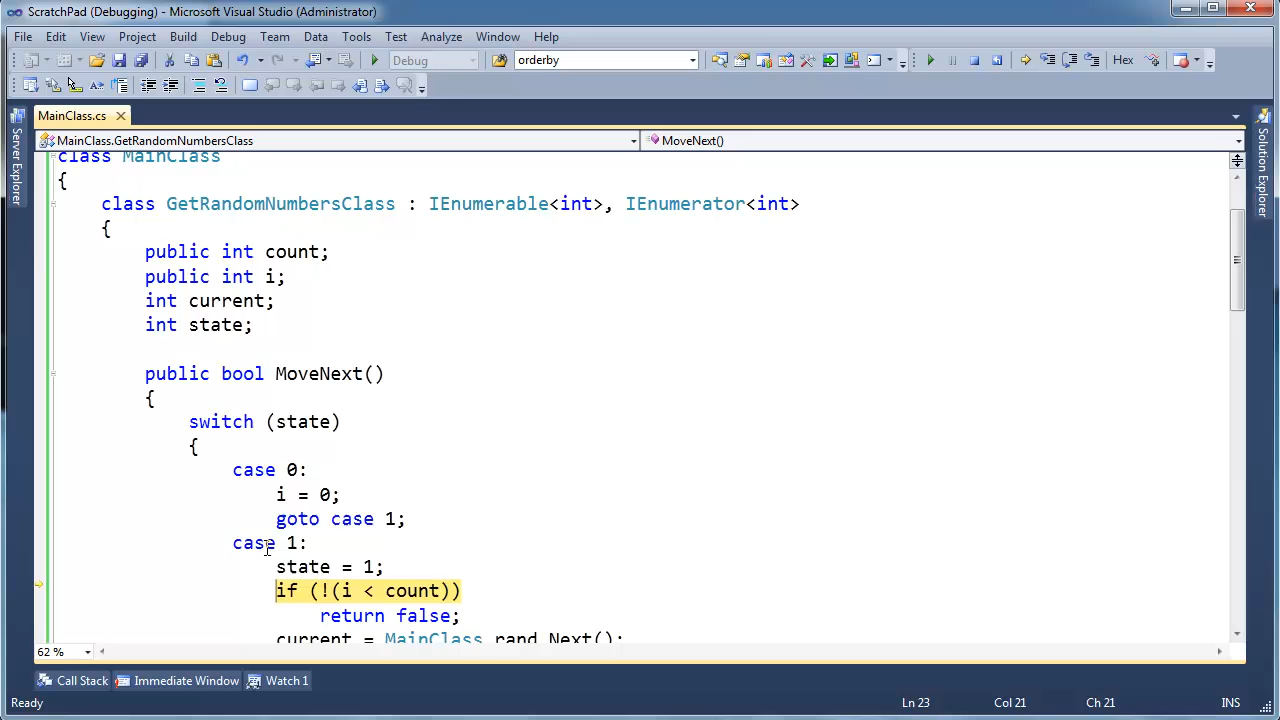 ScratchPad (Debugging) - Microsoft Visual Studio (Administrator)
File Edit View Project Build Debug Team Data Tools Test Analyze Window Help
Debug orderby Hex
MainClass.cs
MainClass.GetRandomNumbersClass MoveNext()
class MainClass
{
class GetRandomNumbersClass : IEnumerable<int>, IEnumerator<int>
{
public int count;
public int i;
int current;
int state;
public bool MoveNext()
{
switch (state)
{
case 0:
i = 0;
goto case 1;
case 1:
state = 1;
if (!(i < count))
return false;
current = MainClass.rand.Next();
62 %
Server Explorer
Solution Explorer
Call Stack Immediate Window Watch 1
Ready Ln 23 Col 21 Ch 21 INS